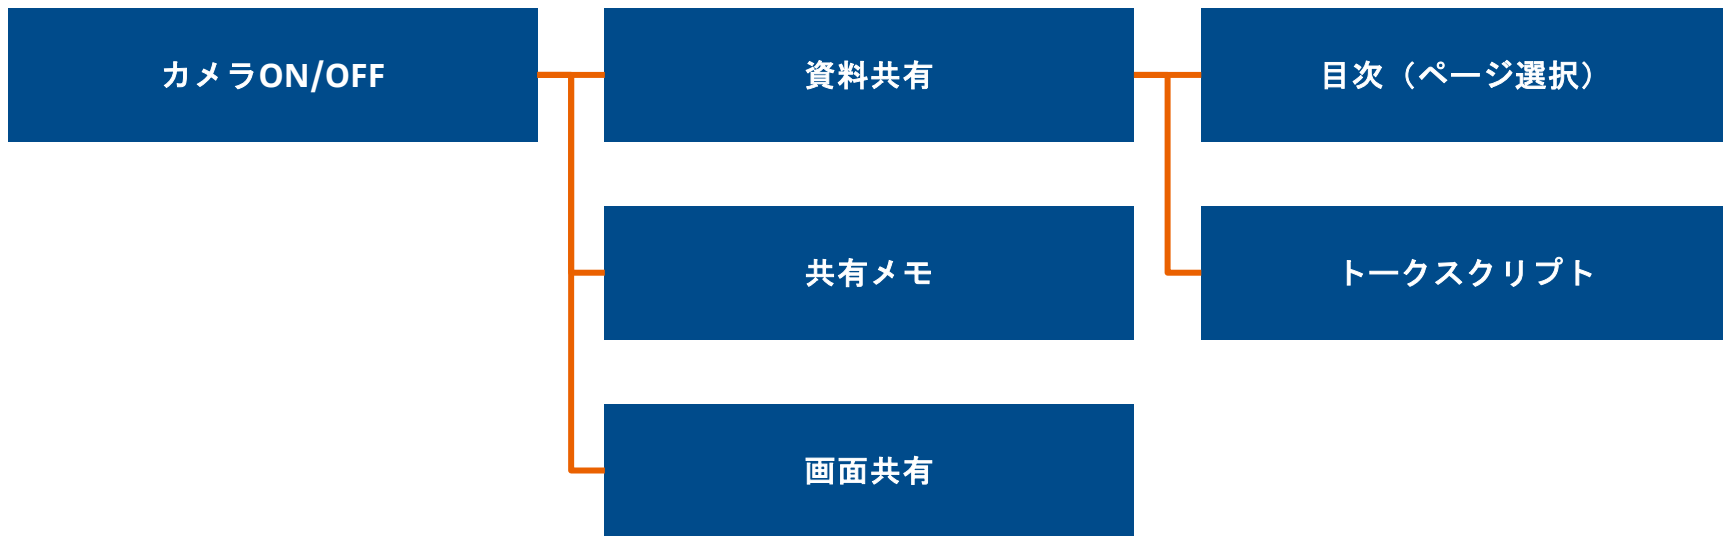 カメラON/OFF
資料共有
目次（ページ選択）
共有メモ
トークスクリプト
画面共有